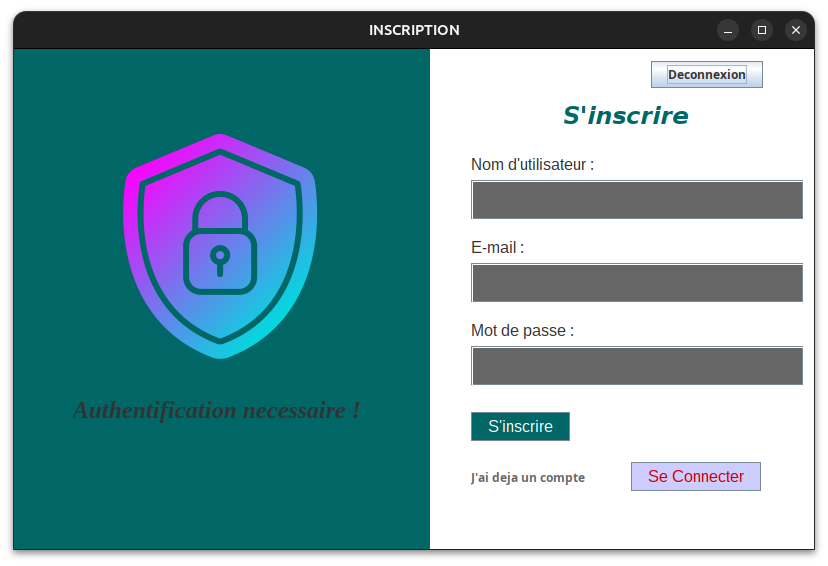 INSCRIPTION
Deconnexion
S'inscrire
Nom d'utilisateur :
E-mail :
Mot de passe :
Authentification necessaire !
S'inscrire
J'ai deja un compte
Se Connecter